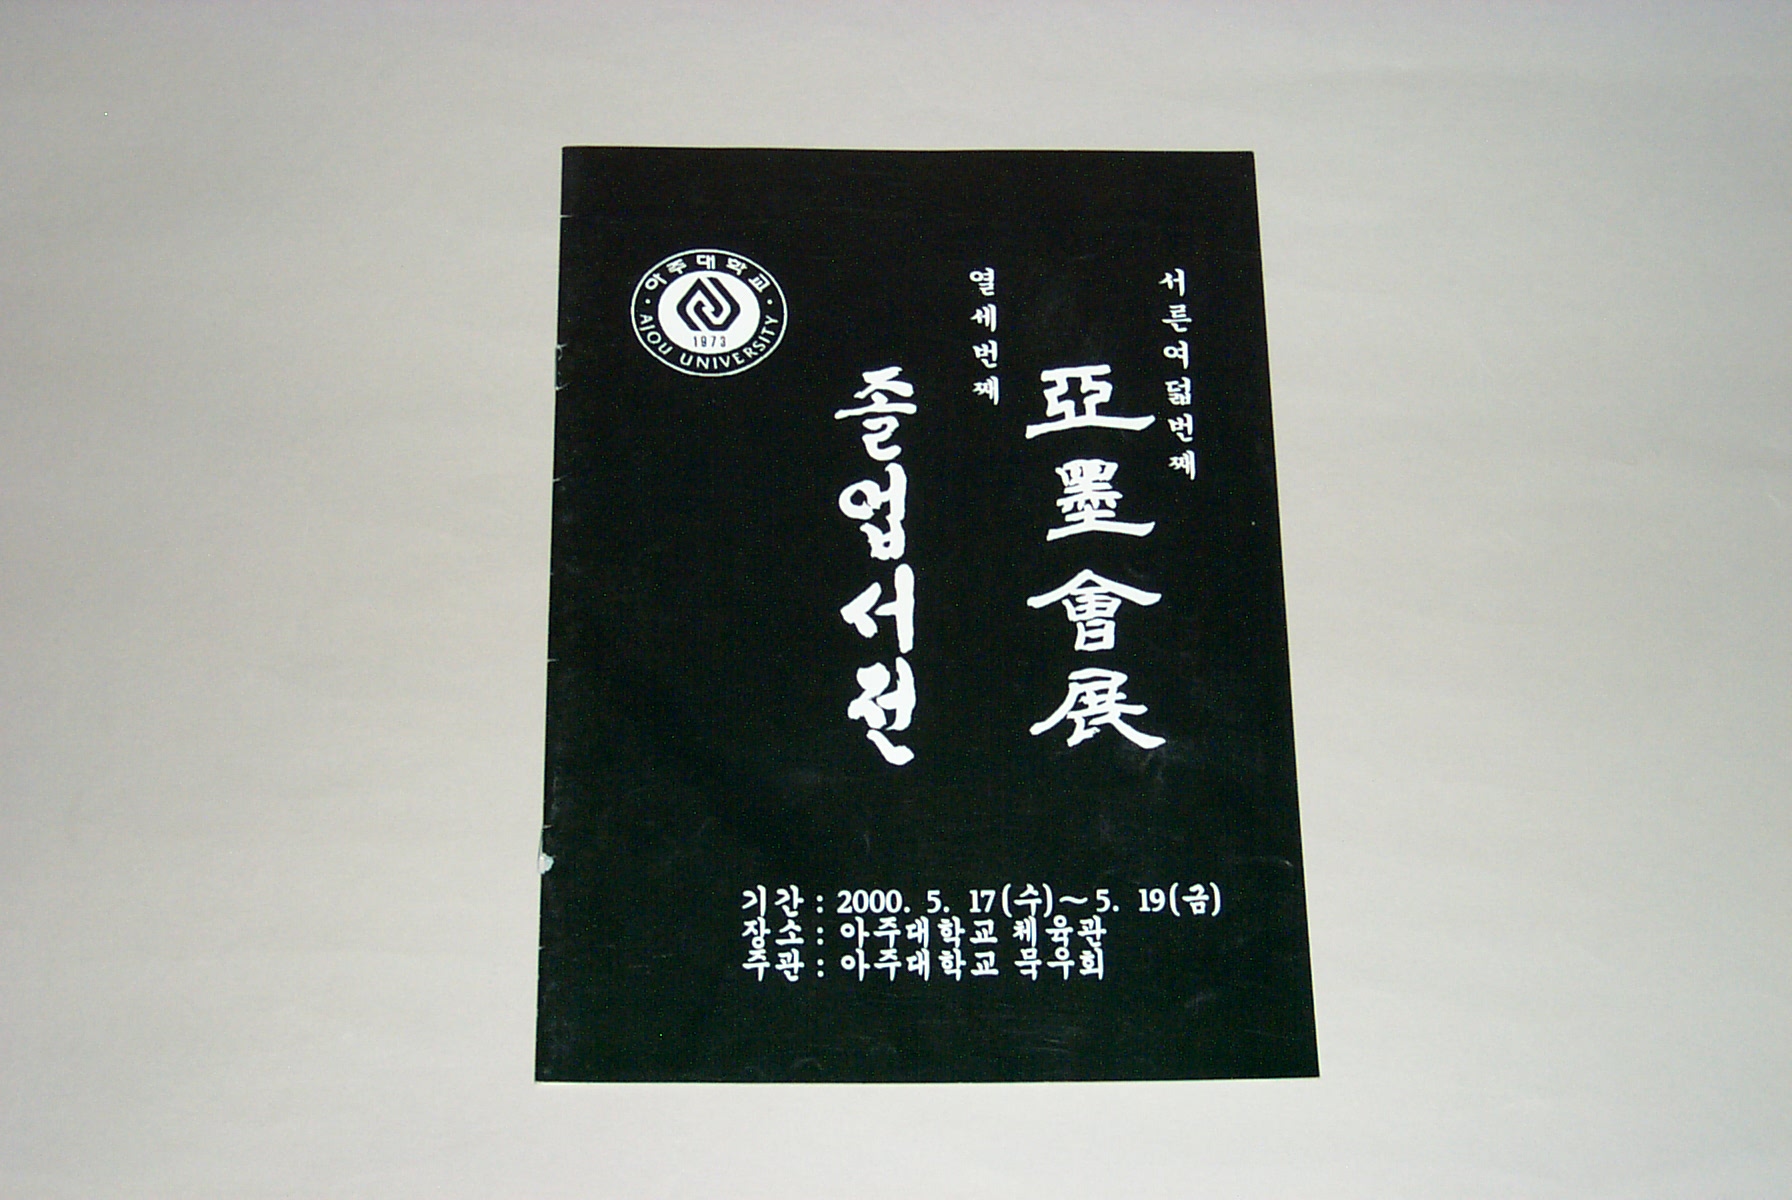 아주대학교
AJOU UNIVERSITY
1973
서른여덟번째
亞墨會展
열세번째
졸업서전
기간 : 2000. 5. 17(수)~5. 19(금)
장소 : 아주대학교 체육관
주관 : 아주대학교 묵우회